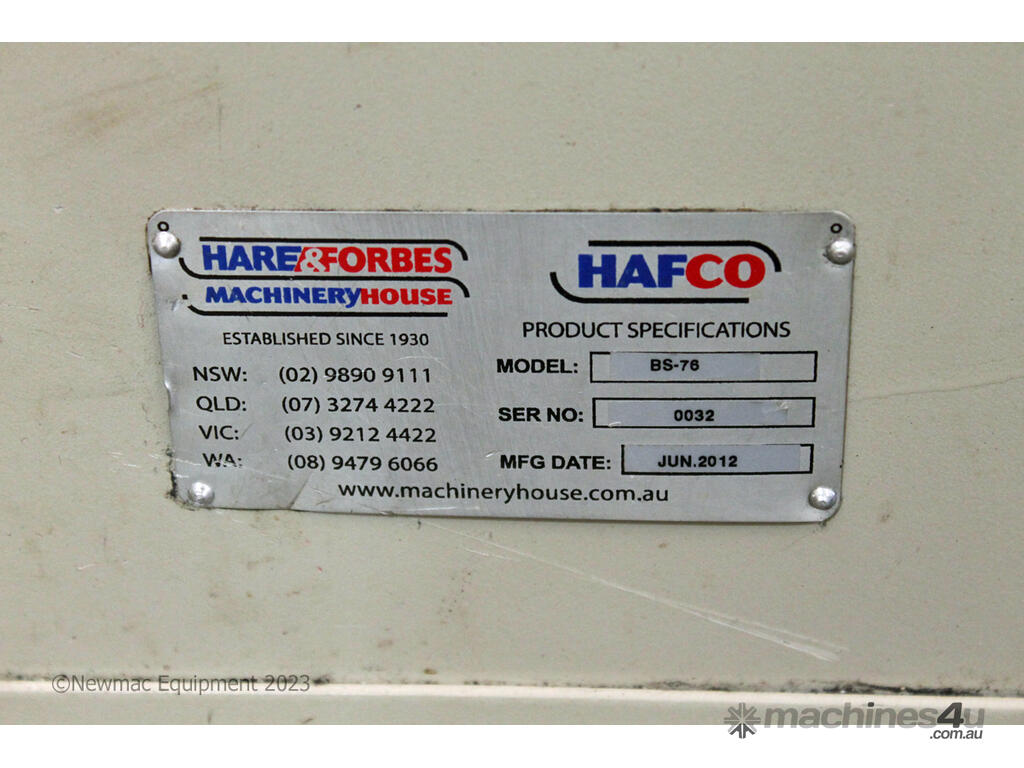 HARE&FORBES
MACHINERYHOUSE
ESTABLISHED SINCE 1930
NSW: (02) 9890 9111
QLD: (07) 3274 4222
VIC: (03) 9212 4422
WA: (08) 9479 6066
HAFCO
PRODUCT SPECIFICATIONS
MODEL: BS-76
SER NO: 0032
MFG DATE: JUN.2012
www.machineryhouse.com.au
©Newmac Equipment 2023
machines4u
.com.au